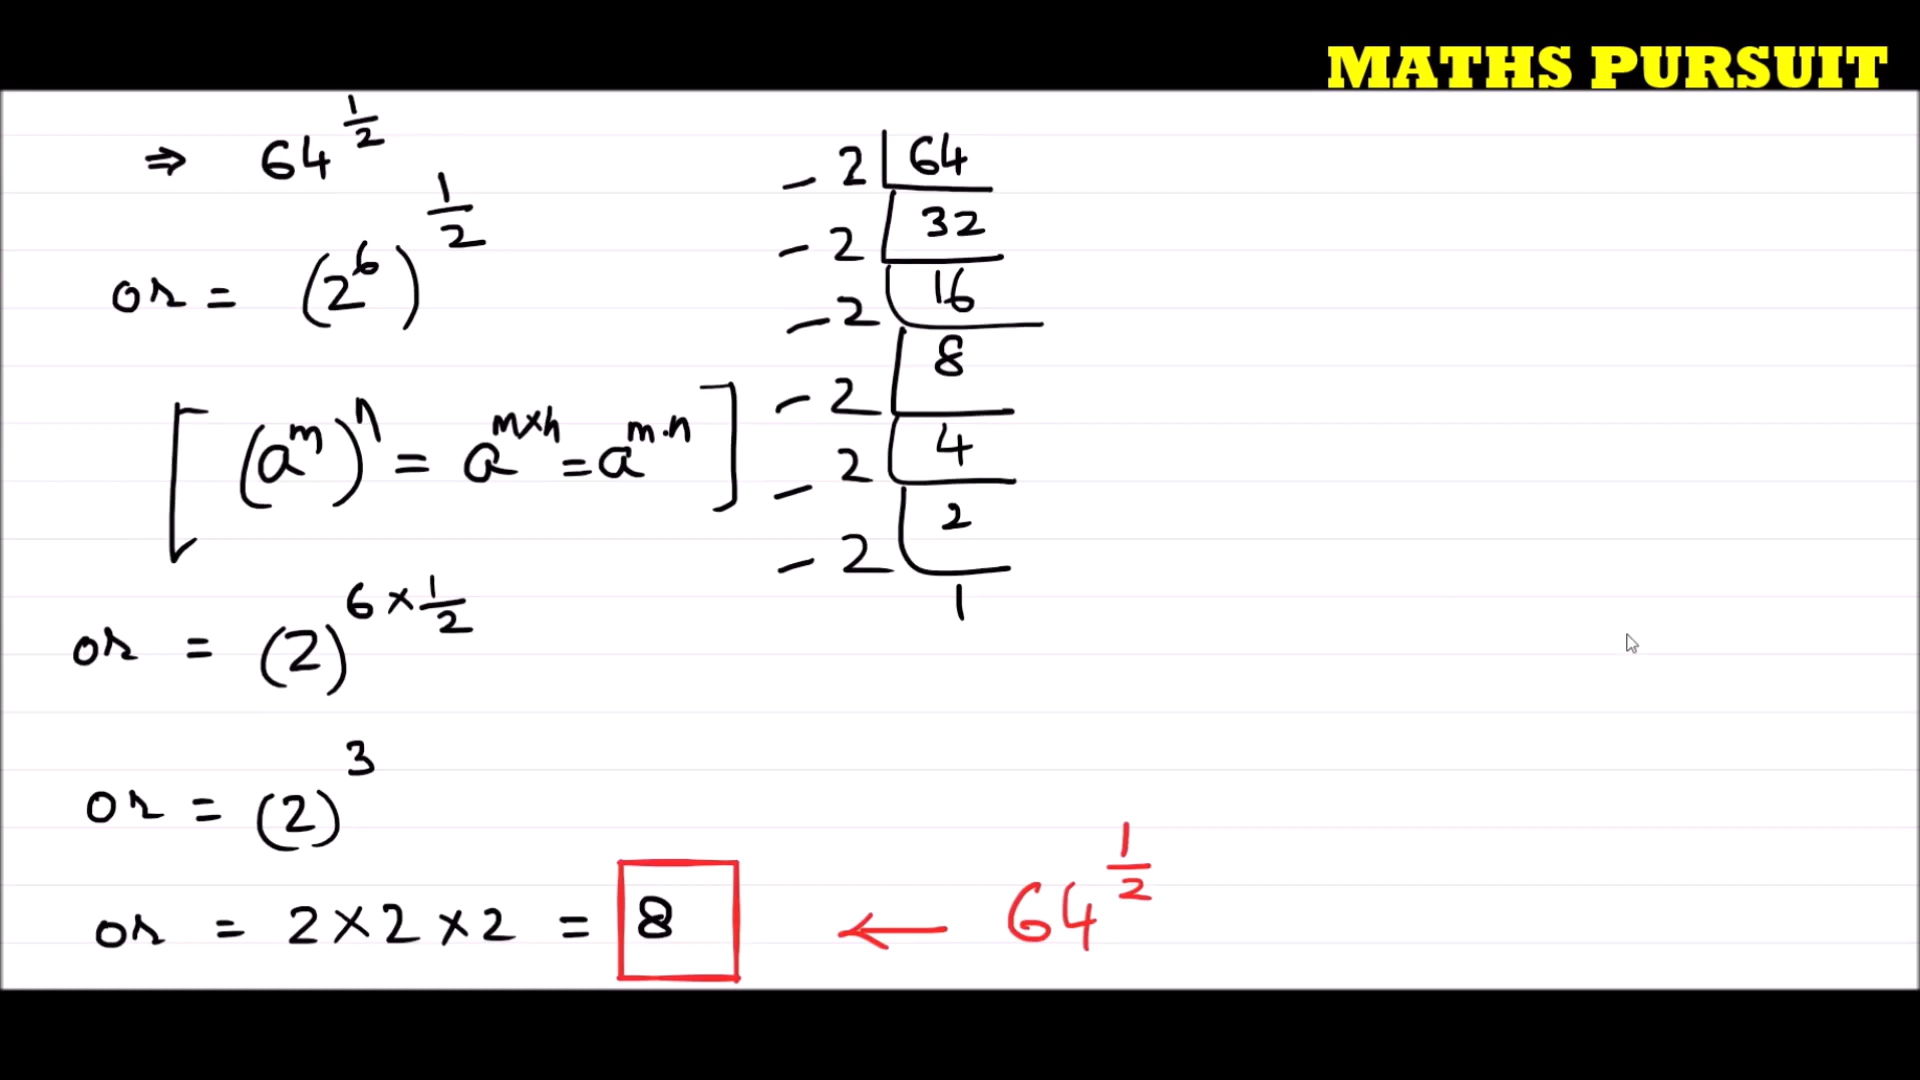 MATHS PURSUIT
⇒ 64^(1/2)
or = (2^6)^(1/2)
[(a^m)^n = a^(m×n) = a^(m·n)]
or = (2)^(6×1/2)
or = (2)^3
or = 2×2×2 = 8 ← 64^(1/2)
– 2 | 64
– 2 | 32
– 2 | 16
– 2 | 8
– 2 | 4
– 2 | 2
1